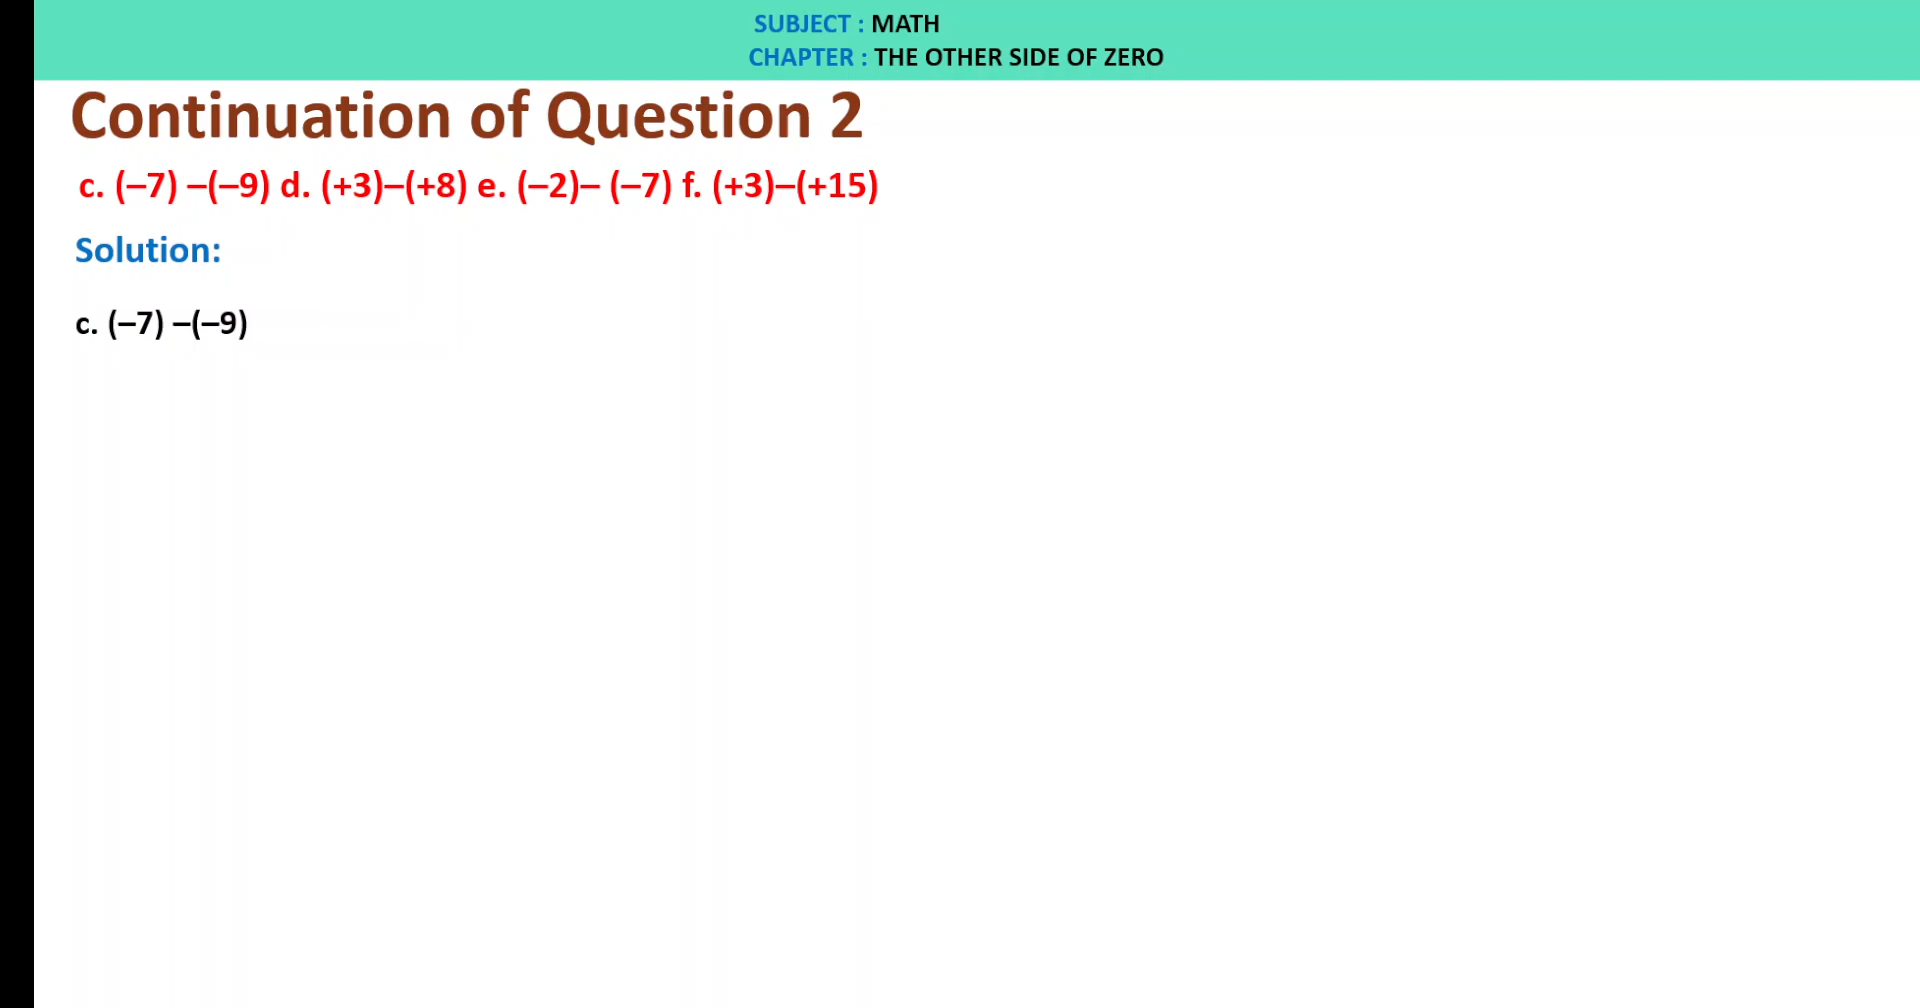 SUBJECT : MATH
CHAPTER : THE OTHER SIDE OF ZERO
Continuation of Question 2
c. (–7) –(–9) d. (+3)–(+8) e. (–2)– (–7) f. (+3)–(+15)
Solution:
c. (–7) –(–9)